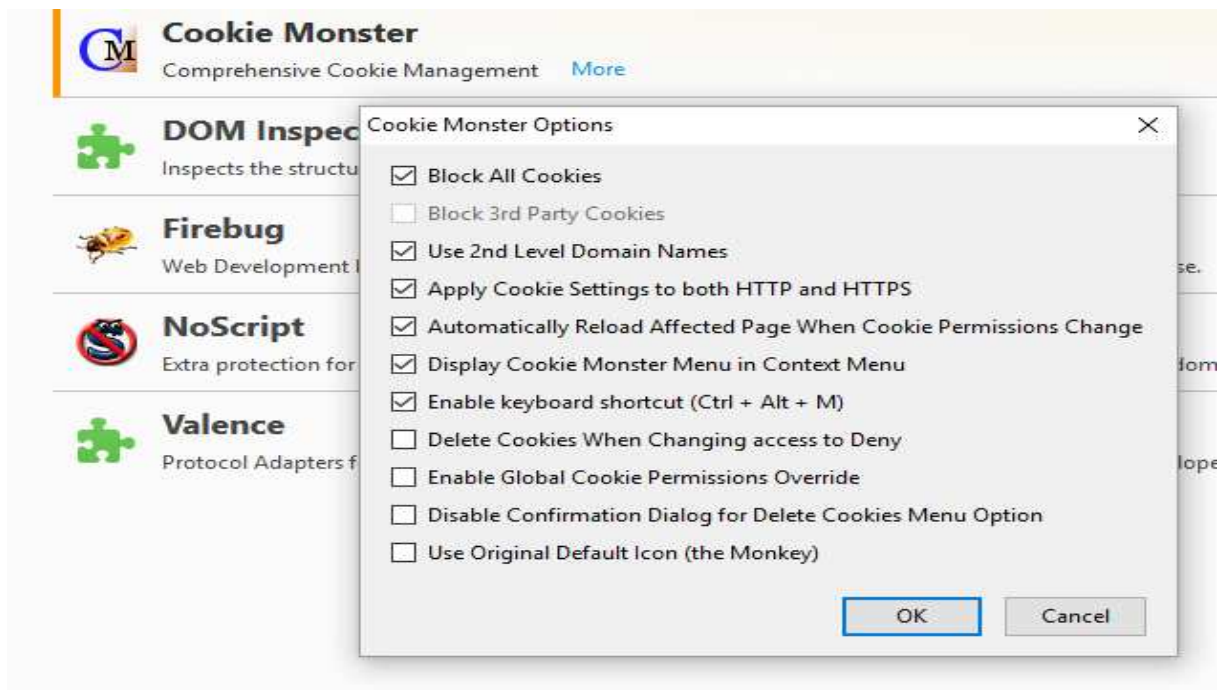 CM
Cookie Monster
Comprehensive Cookie Management More
DOM Inspec
Inspects the structu
Firebug
Web Development
se.
NoScript
Extra protection for
dom
Valence
Protocol Adapters f
lope
Cookie Monster Options
Block All Cookies
Block 3rd Party Cookies
Use 2nd Level Domain Names
Apply Cookie Settings to both HTTP and HTTPS
Automatically Reload Affected Page When Cookie Permissions Change
Display Cookie Monster Menu in Context Menu
Enable keyboard shortcut (Ctrl + Alt + M)
Delete Cookies When Changing access to Deny
Enable Global Cookie Permissions Override
Disable Confirmation Dialog for Delete Cookies Menu Option
Use Original Default Icon (the Monkey)
OK Cancel